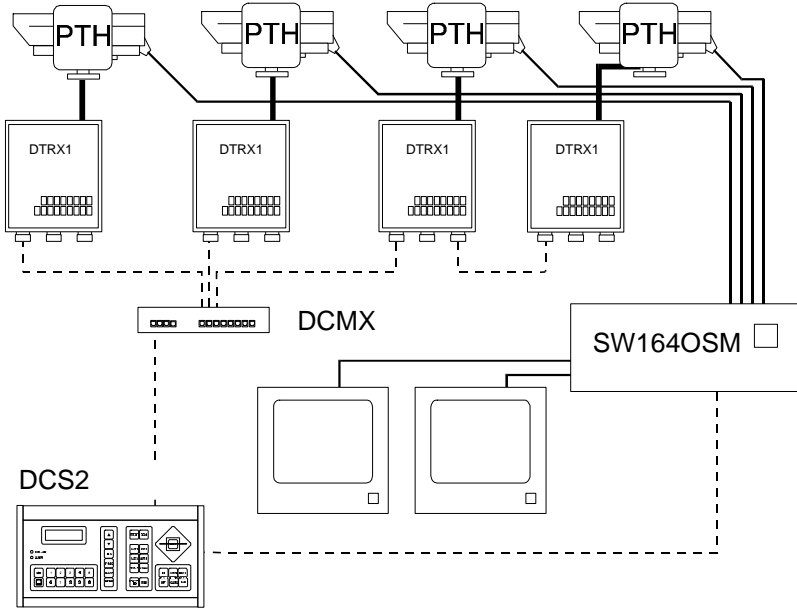 PTH
PTH
PTH
PTH
DTRX1
DTRX1
DTRX1
DTRX1
DCMX
SW164OSM
DCS2